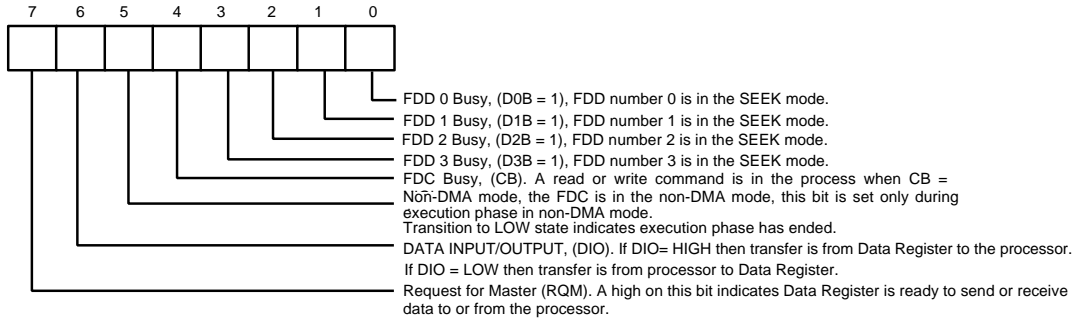 7 6 5 4 3 2 1 0
FDD 0 Busy, (D0B = 1), FDD number 0 is in the SEEK mode.
FDD 1 Busy, (D1B = 1), FDD number 1 is in the SEEK mode.
FDD 2 Busy, (D2B = 1), FDD number 2 is in the SEEK mode.
FDD 3 Busy, (D3B = 1), FDD number 3 is in the SEEK mode.
FDC Busy, (CB). A read or write command is in the process when CB =
Non-DMA mode, the FDC is in the non-DMA mode, this bit is set only during
execution phase in non-DMA mode.
Transition to LOW state indicates execution phase has ended.
DATA INPUT/OUTPUT, (DIO). If DIO= HIGH then transfer is from Data Register to the processor.
If DIO = LOW then transfer is from processor to Data Register.
Request for Master (RQM). A high on this bit indicates Data Register is ready to send or receive
data to or from the processor.